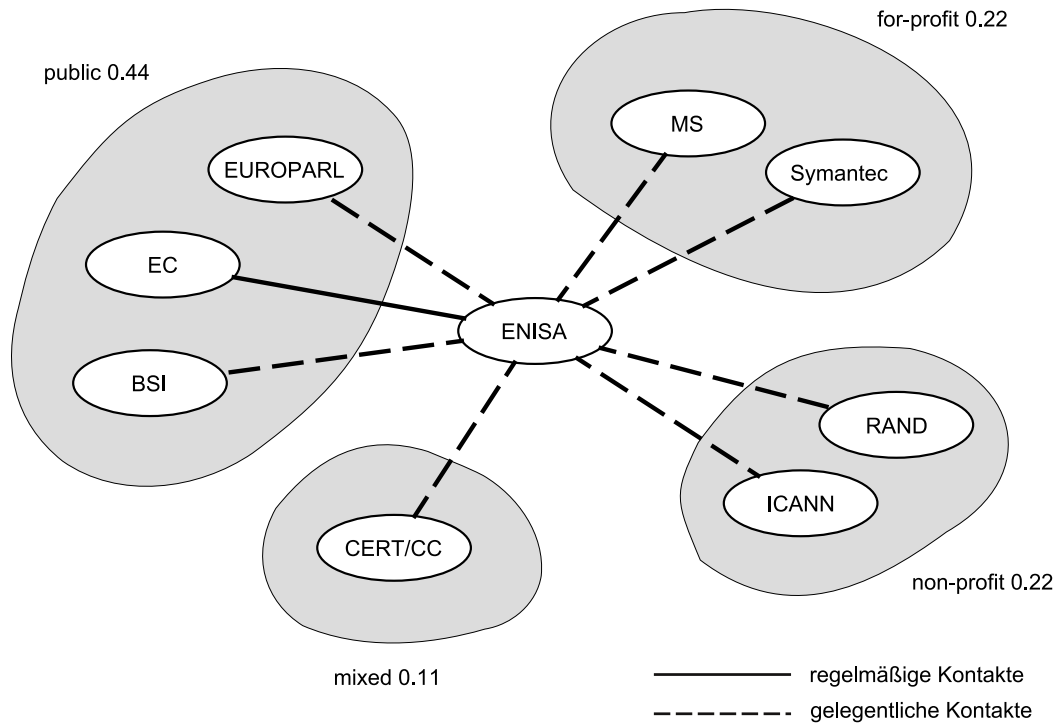 for-profit 0.22
public 0.44
MS
EUROPARL
Symantec
EC
ENISA
BSI
RAND
ICANN
CERT/CC
non-profit 0.22
mixed 0.11
regelmäßige Kontakte
gelegentliche Kontakte